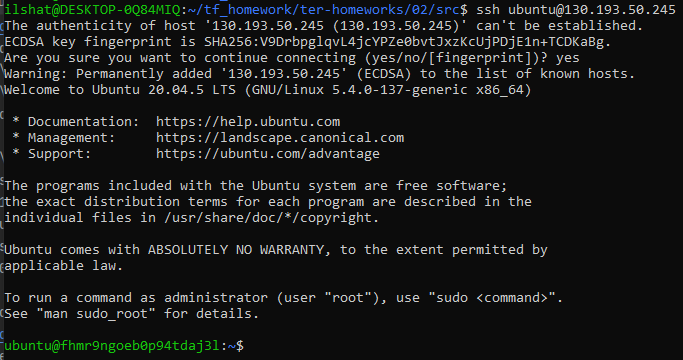 ilshat@DESKTOP-0Q84MIQ:~/tf_homework/ter-homeworks/02/src$ ssh ubuntu@130.193.50.245
The authenticity of host '130.193.50.245 (130.193.50.245)' can't be established.
ECDSA key fingerprint is SHA256:V9DrbpglqvL4jcYPZe0bvtJxzKcUjPDjE1n+TCDKaBg.
Are you sure you want to continue connecting (yes/no/[fingerprint])? yes
Warning: Permanently added '130.193.50.245' (ECDSA) to the list of known hosts.
Welcome to Ubuntu 20.04.5 LTS (GNU/Linux 5.4.0-137-generic x86_64)

 * Documentation:  https://help.ubuntu.com
 * Management:     https://landscape.canonical.com
 * Support:        https://ubuntu.com/advantage

The programs included with the Ubuntu system are free software;
the exact distribution terms for each program are described in the
individual files in /usr/share/doc/*/copyright.

Ubuntu comes with ABSOLUTELY NO WARRANTY, to the extent permitted by
applicable law.

To run a command as administrator (user "root"), use "sudo <command>".
See "man sudo_root" for details.

ubuntu@fhmr9ngoeb0p94tdaj3l:~$